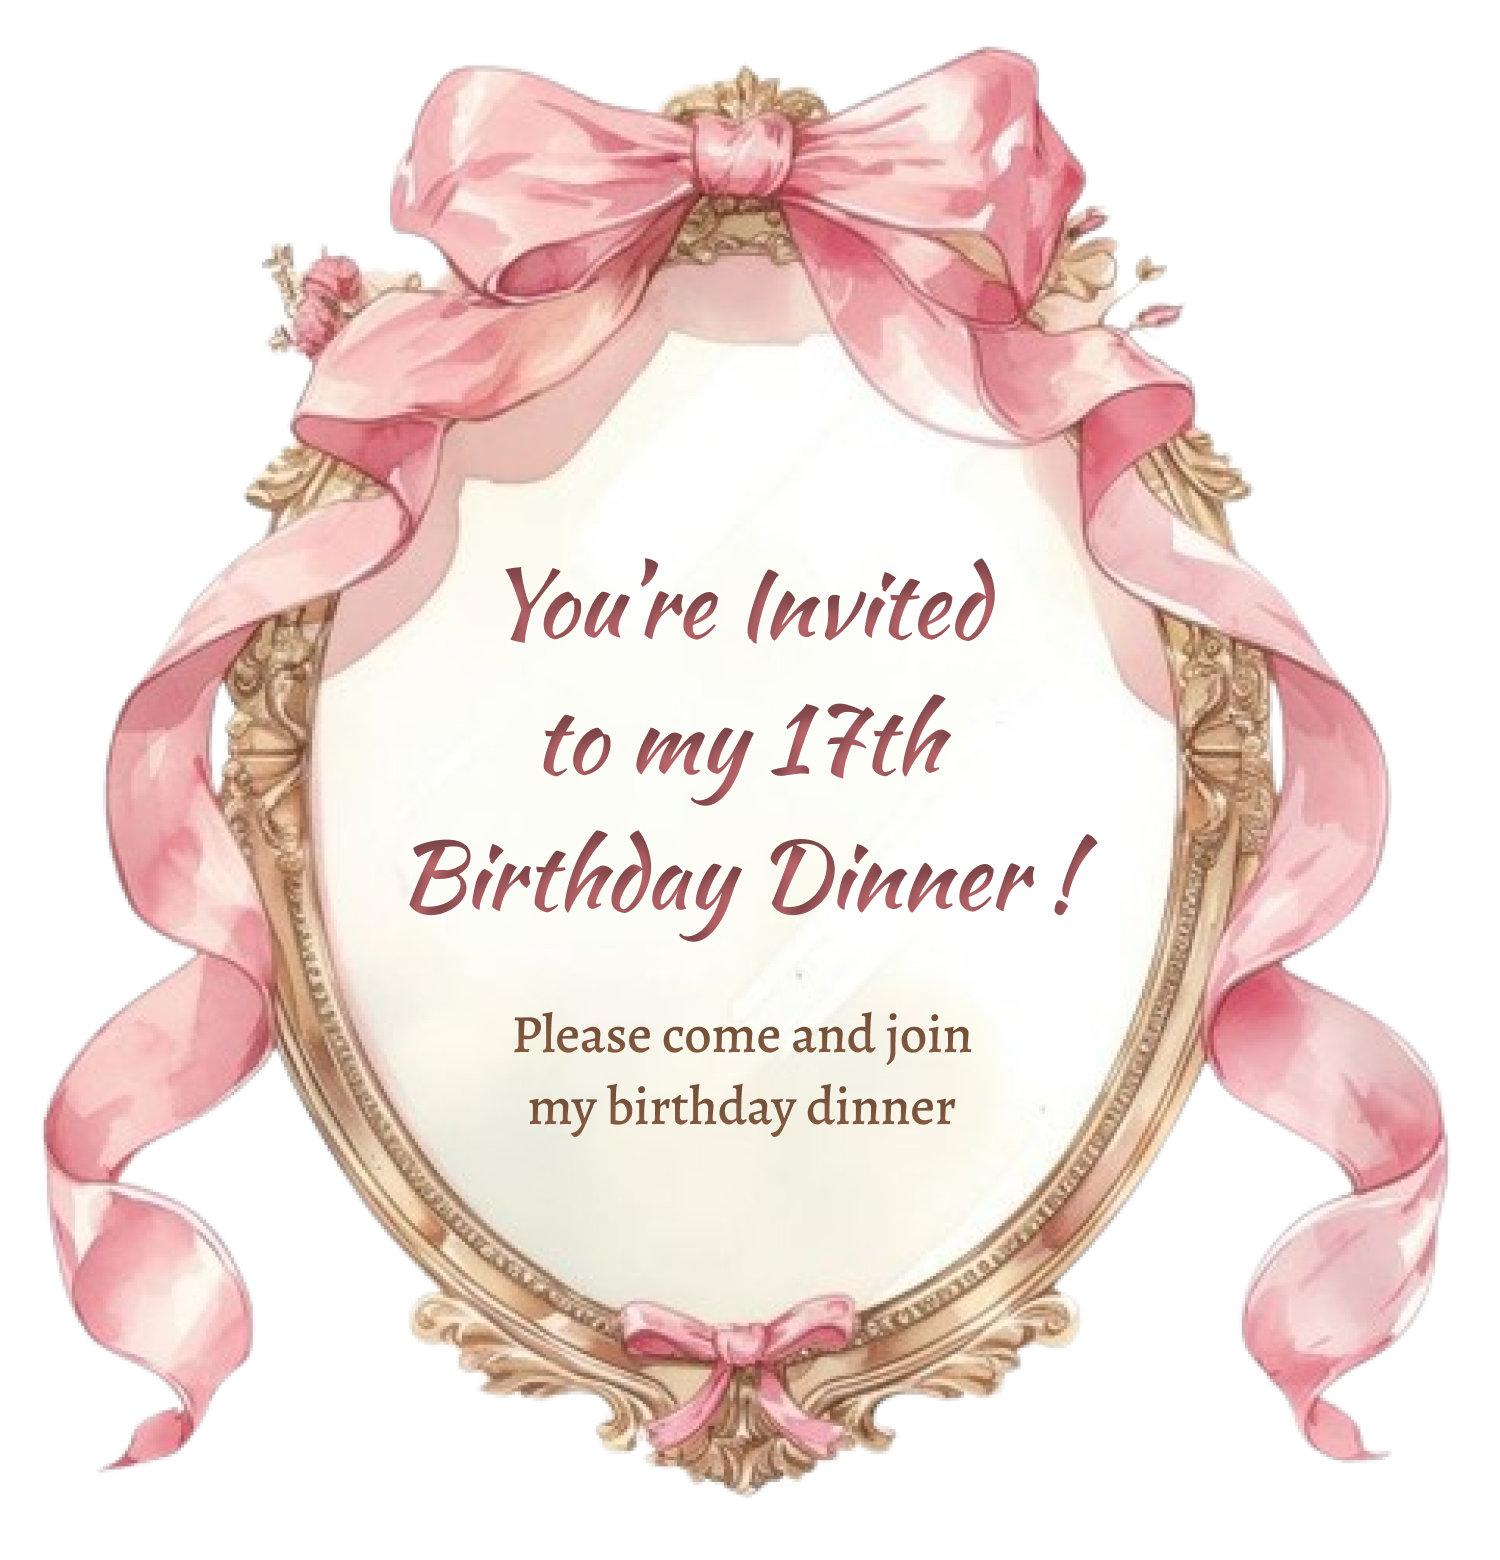 You're Invited
to my 17th
Birthday Dinner !
Please come and join
my birthday dinner